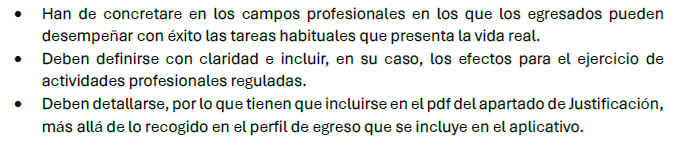 • Han de concretare en los campos profesionales en los que los egresados pueden
desempeñar con éxito las tareas habituales que presenta la vida real.
• Deben definirse con claridad e incluir, en su caso, los efectos para el ejercicio de
actividades profesionales reguladas.
• Deben detallarse, por lo que tienen que incluirse en el pdf del apartado de Justificación,
más allá de lo recogido en el perfil de egreso que se incluye en el aplicativo.